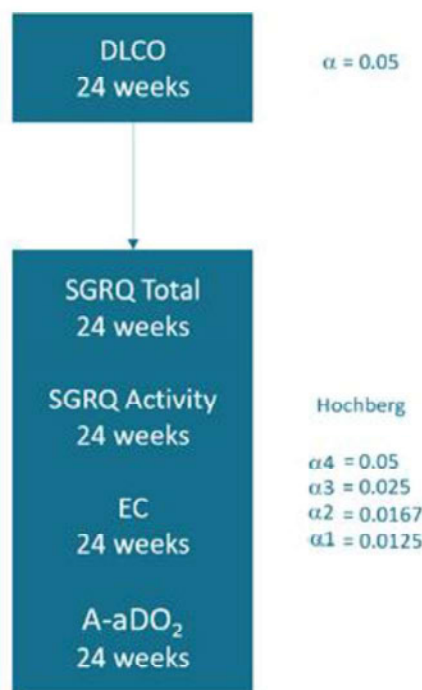 DLCO
24 weeks
α = 0.05
SGRQ Total
24 weeks
SGRQ Activity
24 weeks
Hochberg
α4 = 0.05
α3 = 0.025
α2 = 0.0167
α1 = 0.0125
EC
24 weeks
A-aDO₂
24 weeks